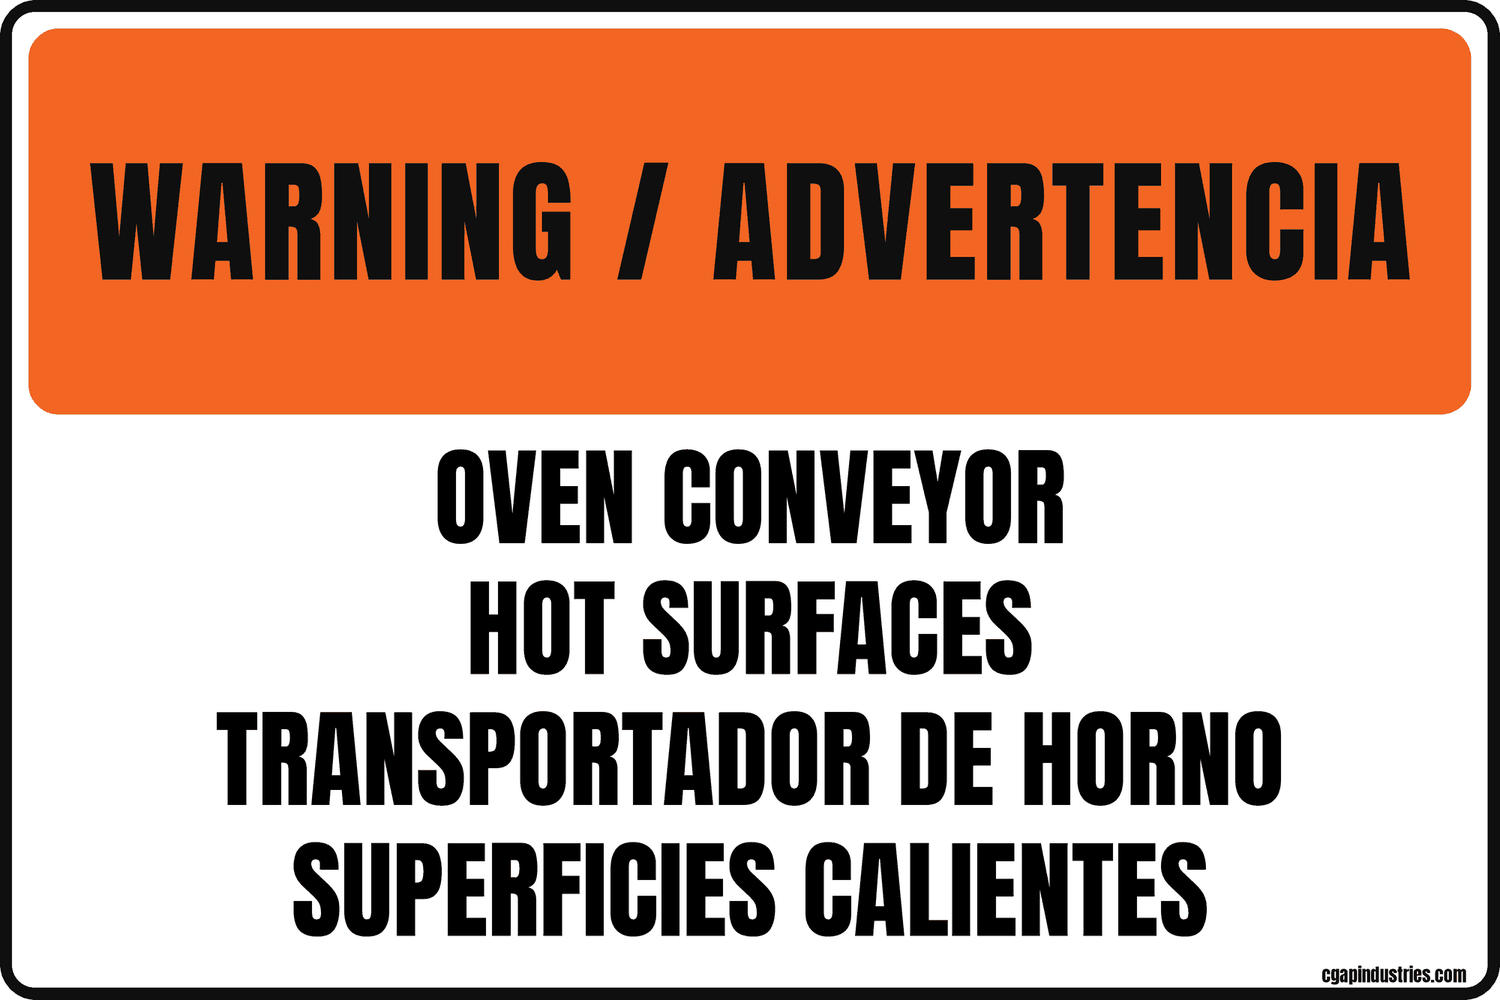 WARNING / ADVERTENCIA
OVEN CONVEYOR
HOT SURFACES
TRANSPORTADOR DE HORNO
SUPERFICIES CALIENTES
cgapindustries.com